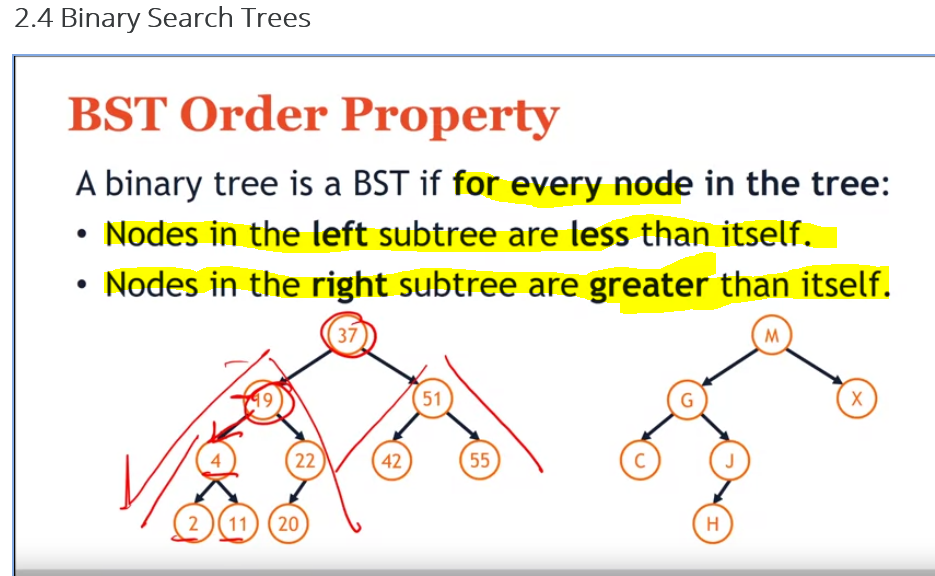 2.4 Binary Search Trees
BST Order Property
A binary tree is a BST if for every node in the tree:
• Nodes in the left subtree are less than itself.
• Nodes in the right subtree are greater than itself.
37 M
19 51 G X
4 22 42 55 C J
2 11 20 H